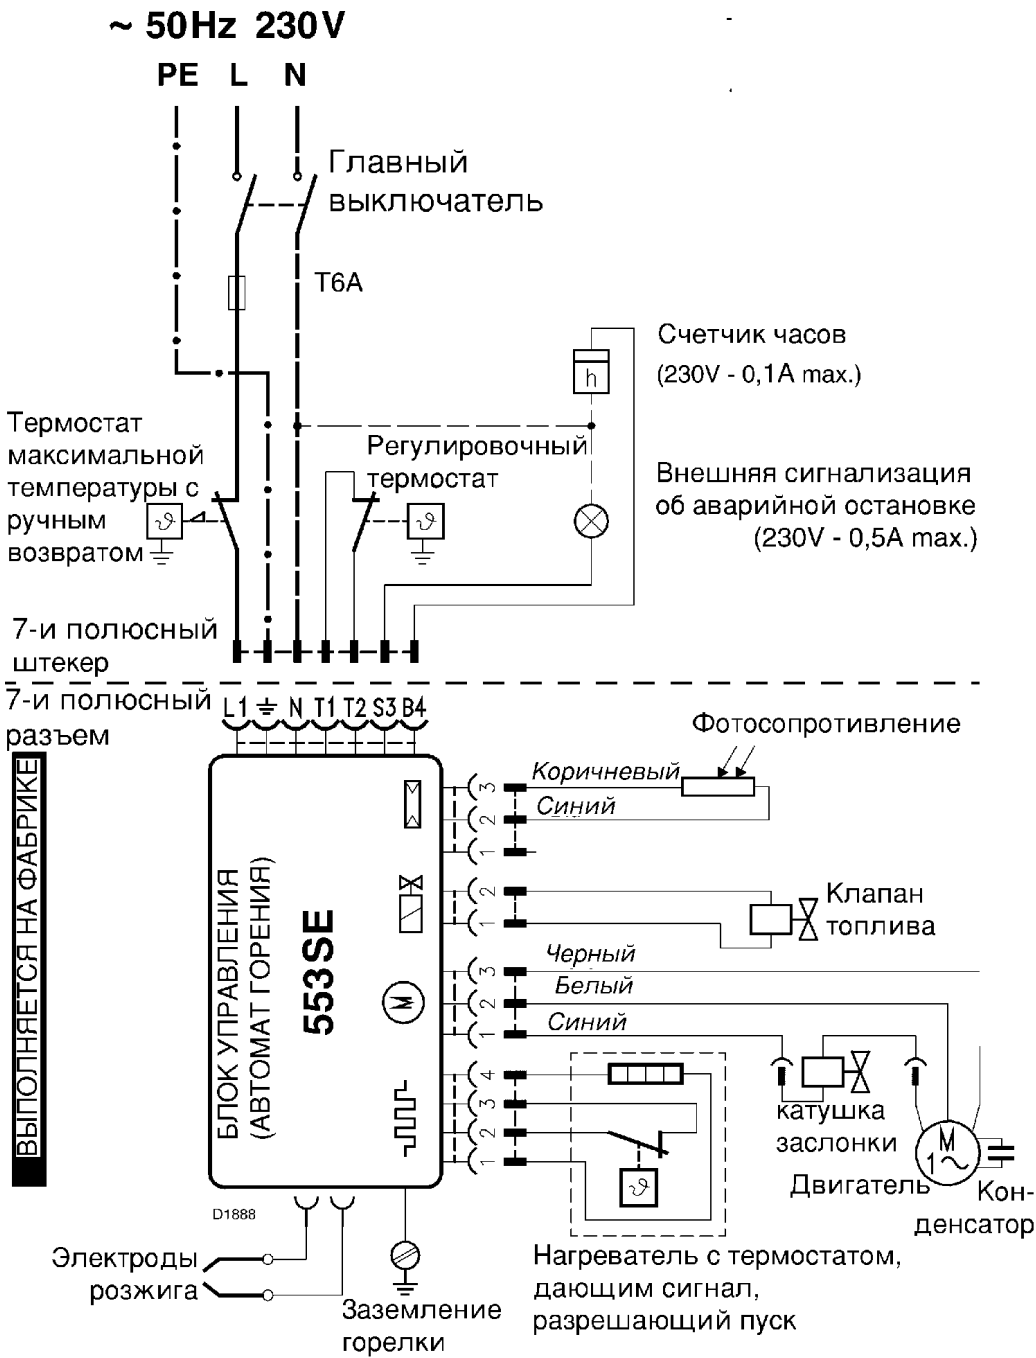 ~ 50Hz 230V
PE L N
Главный
выключатель
T6A
Счетчик часов
(230V - 0,1A max.)
h
Термостат
максимальной
температуры с
ручным
возвратом
ϑ
Регулировочный
термостат
ϑ
Внешняя сигнализация
об аварийной остановке
(230V - 0,5A max.)
7-и полюсный
штекер
7-и полюсный
разъем
L1 N T1 T2 S3 B4
ВЫПОЛНЯЕТСЯ НА ФАБРИКЕ
БЛОК УПРАВЛЕНИЯ
(АВТОМАТ ГОРЕНИЯ)
553SE
M
Фотосопротивление
3 Коричневый
2 Синий
1
2
1
Клапан
топлива
3 Черный
2 Белый
1 Синий
4
3
2
1
ϑ
катушка
заслонки
M
1~
Двигатель
Кон-
денсатор
D1888
Электроды
розжига
Заземление
горелки
Нагреватель с термостатом,
дающим сигнал,
разрешающий пуск